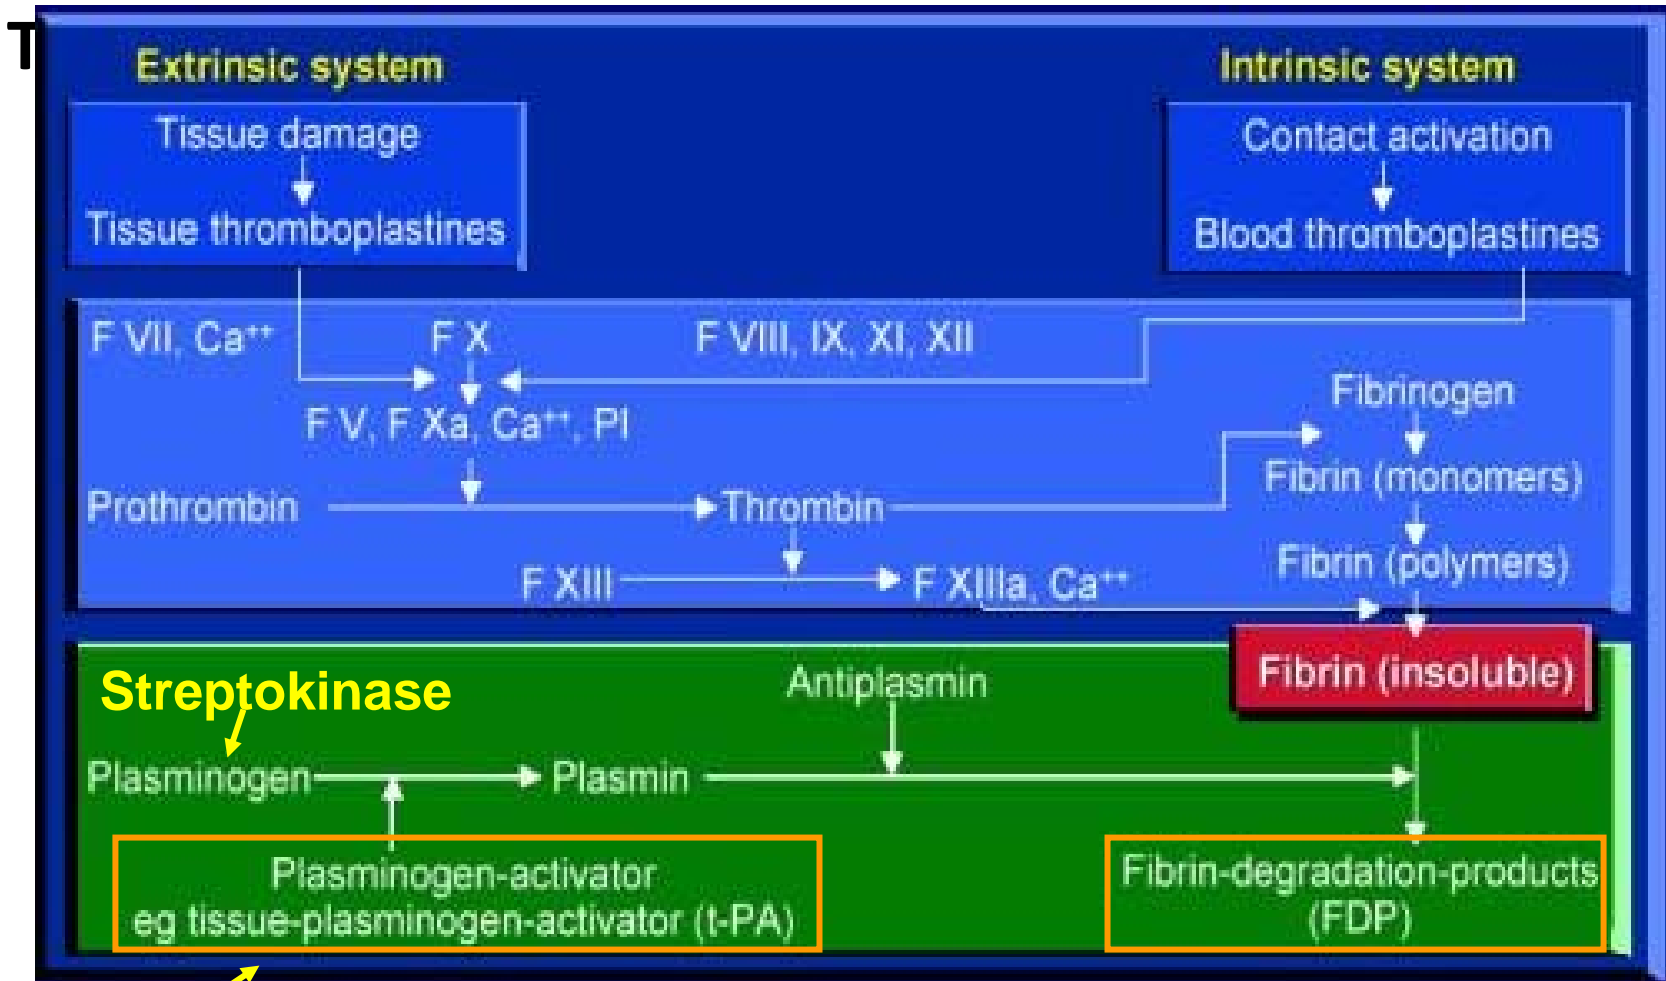 T
Extrinsic system
Intrinsic system
Tissue damage
Contact activation
Tissue thromboplastines
Blood thromboplastines
F VII, Ca⁺⁺
F X
F VIII, IX, XI, XII
Fibrinogen
F V, F Xa, Ca⁺⁺, Pl
Fibrin (monomers)
Prothrombin
Thrombin
Fibrin (polymers)
F XIII
F XIIIa, Ca⁺⁺
Streptokinase
Antiplasmin
Fibrin (insoluble)
Plasminogen
Plasmin
Plasminogen-activator
eg tissue-plasminogen-activator (t-PA)
Fibrin-degradation-products
(FDP)